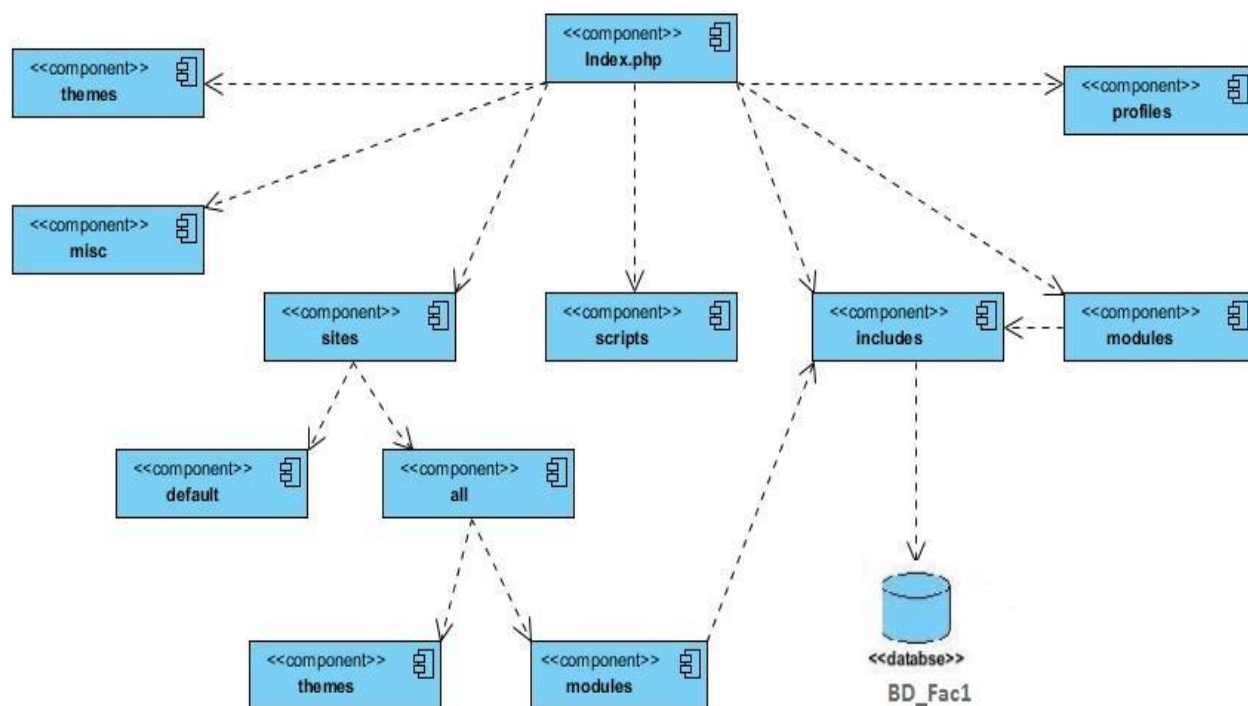 <<component>>
Index.php
<<component>>
themes
<<component>>
profiles
<<component>>
misc
<<component>>
sites
<<component>>
scripts
<<component>>
includes
<<component>>
modules
<<component>>
default
<<component>>
all
<<component>>
themes
<<component>>
modules
<<databse>>
BD_Fac1